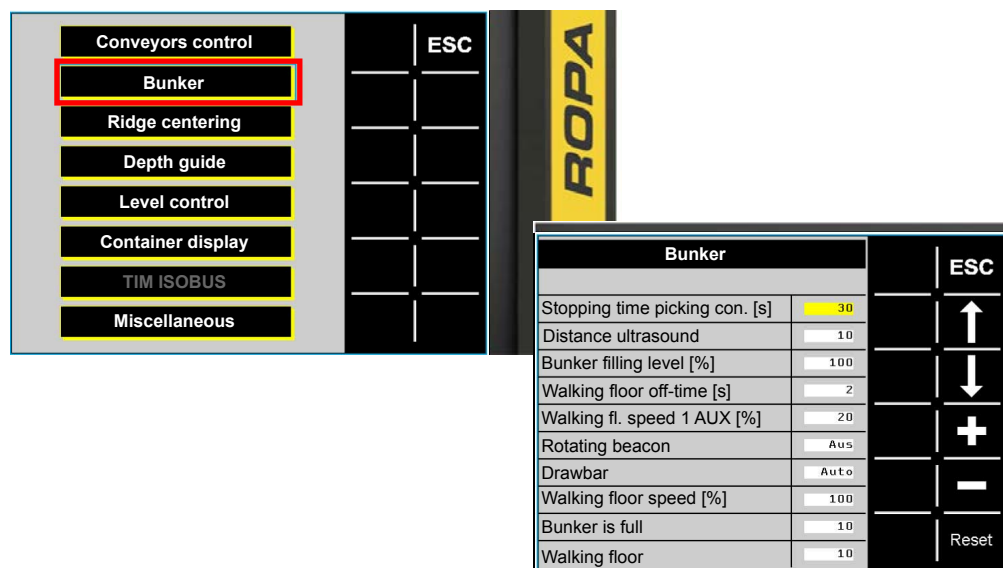 Conveyors control
ESC
Bunker
Ridge centering
Depth guide
Level control
Container display
TIM ISOBUS
Miscellaneous
ROPA
Bunker
ESC
Stopping time picking con. [s] 30
Distance ultrasound 10
Bunker filling level [%] 100
Walking floor off-time [s] 2
Walking fl. speed 1 AUX [%] 20
Rotating beacon Aus
Drawbar Auto
Walking floor speed [%] 100
Bunker is full 10
Reset
Walking floor 10